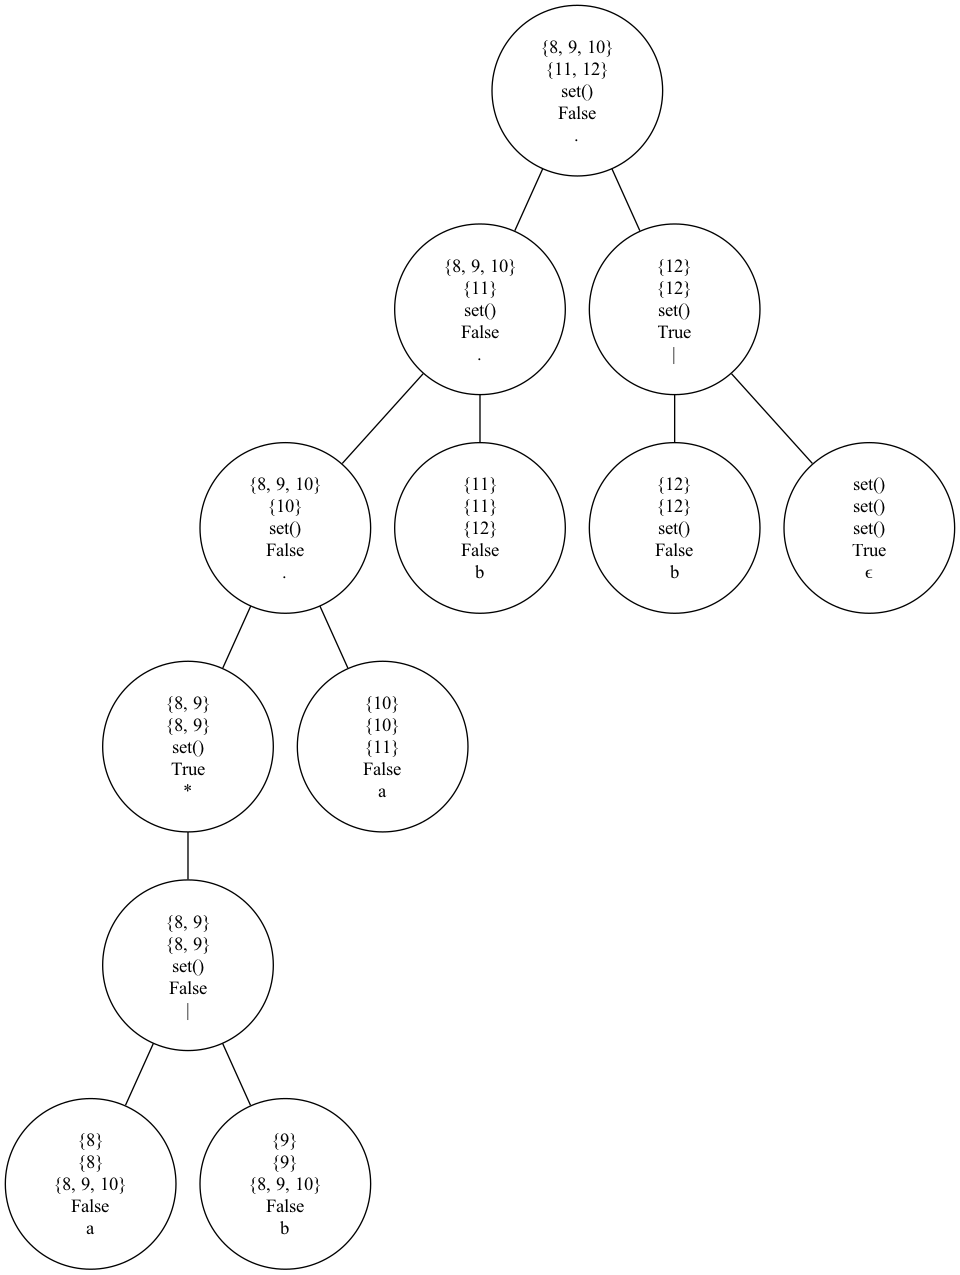 {8, 9, 10}
{11, 12}
set()
False
.
{8, 9, 10}
{11}
set()
False
.
{12}
{12}
set()
True
|
{8, 9, 10}
{10}
set()
False
.
{11}
{11}
{12}
False
b
{12}
{12}
set()
False
b
set()
set()
set()
True
ϵ
{8, 9}
{8, 9}
set()
True
*
{10}
{10}
{11}
False
a
{8, 9}
{8, 9}
set()
False
|
{8}
{8}
{8, 9, 10}
False
a
{9}
{9}
{8, 9, 10}
False
b